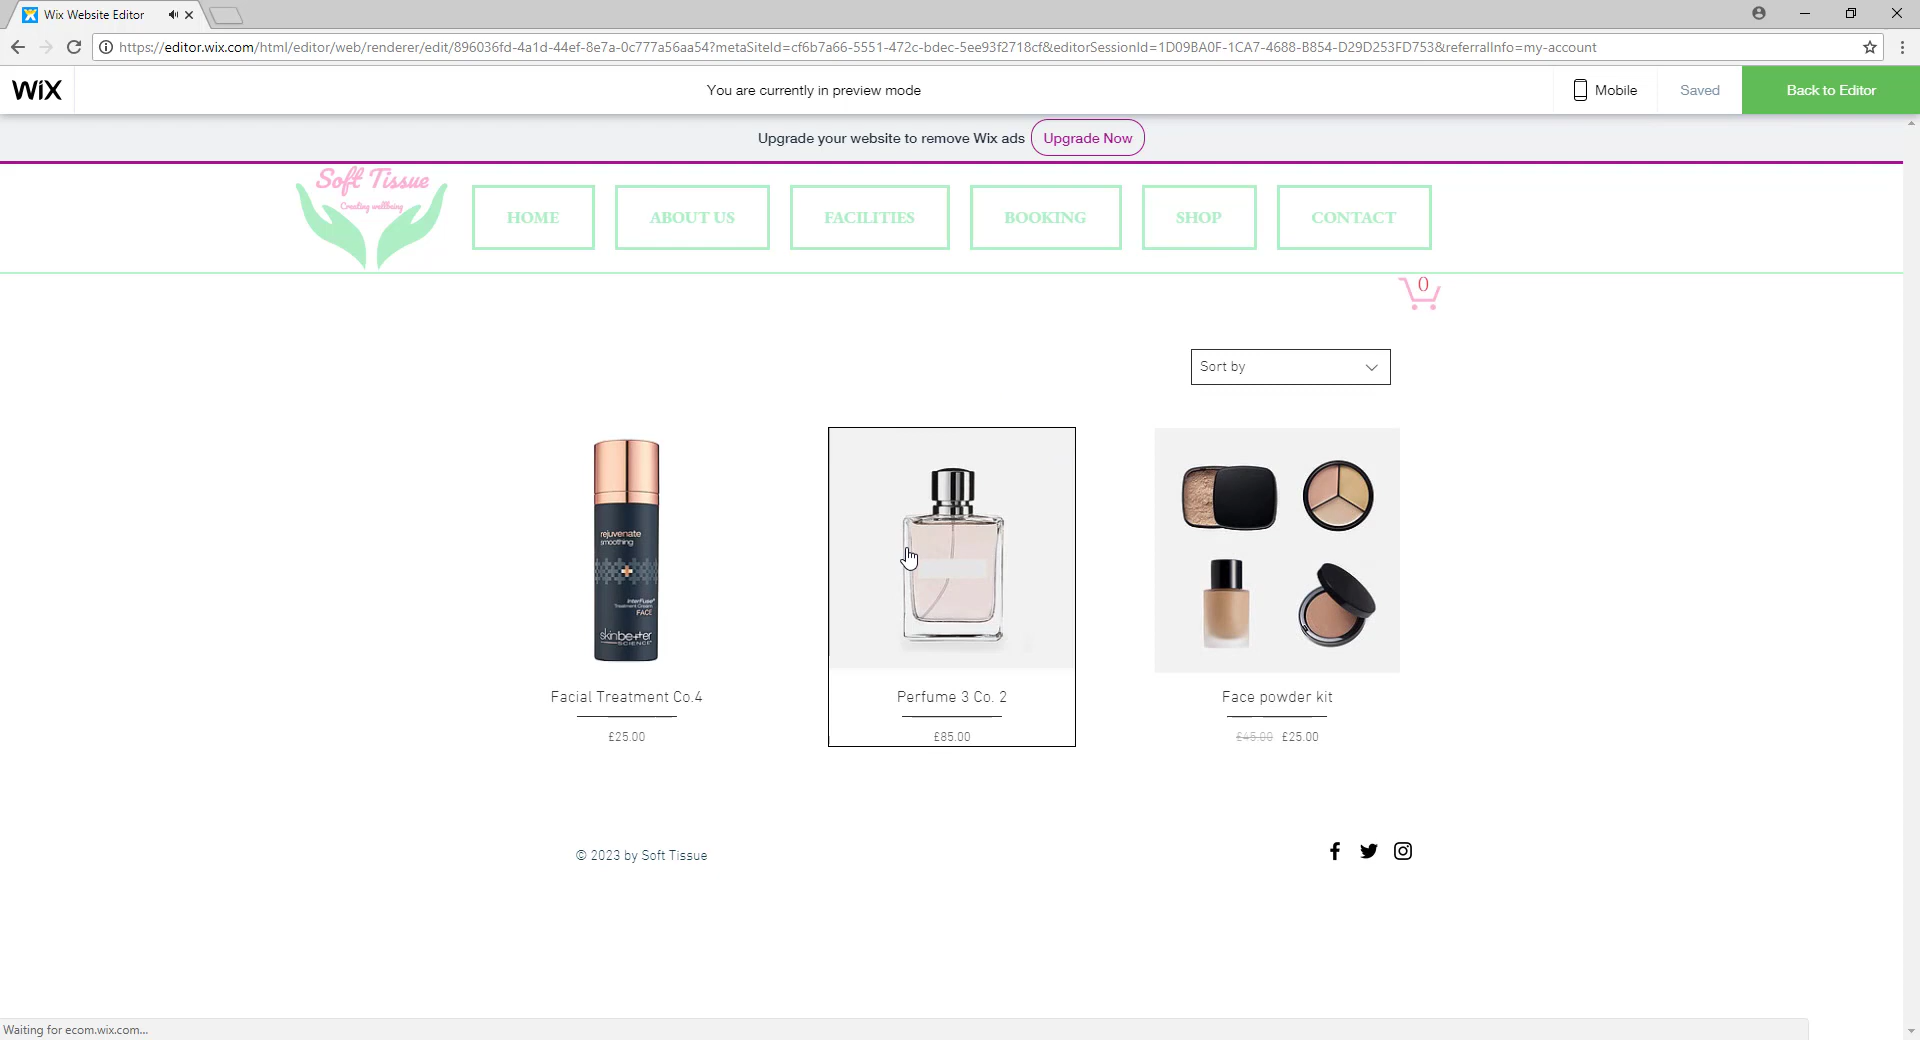 Wix Website Editor
https://editor.wix.com/html/editor/web/renderer/edit/896036fd-4a1d-44ef-8e7a-0c777a56aa54?metaSiteId=cf6b7a66-5551-472c-bdec-5ee93f2718cf&editorSessionId=1D09BA0F-1CA7-4688-B854-D29D253FD753&referralInfo=my-account
WiX
You are currently in preview mode
Mobile
Saved
Back to Editor
Upgrade your website to remove Wix ads
Upgrade Now
Soft Tissue
Creating wellbeing
HOME
ABOUT US
FACILITIES
BOOKING
SHOP
CONTACT
0
Sort by
rejuvenate
smoothing
InterFuse®
Treatment Cream
FACE
skinbetter
SCIENCE®
Facial Treatment Co.4
£25.00
Perfume 3 Co. 2
£85.00
Face powder kit
£45.00 £25.00
© 2023 by Soft Tissue
Waiting for ecom.wix.com...